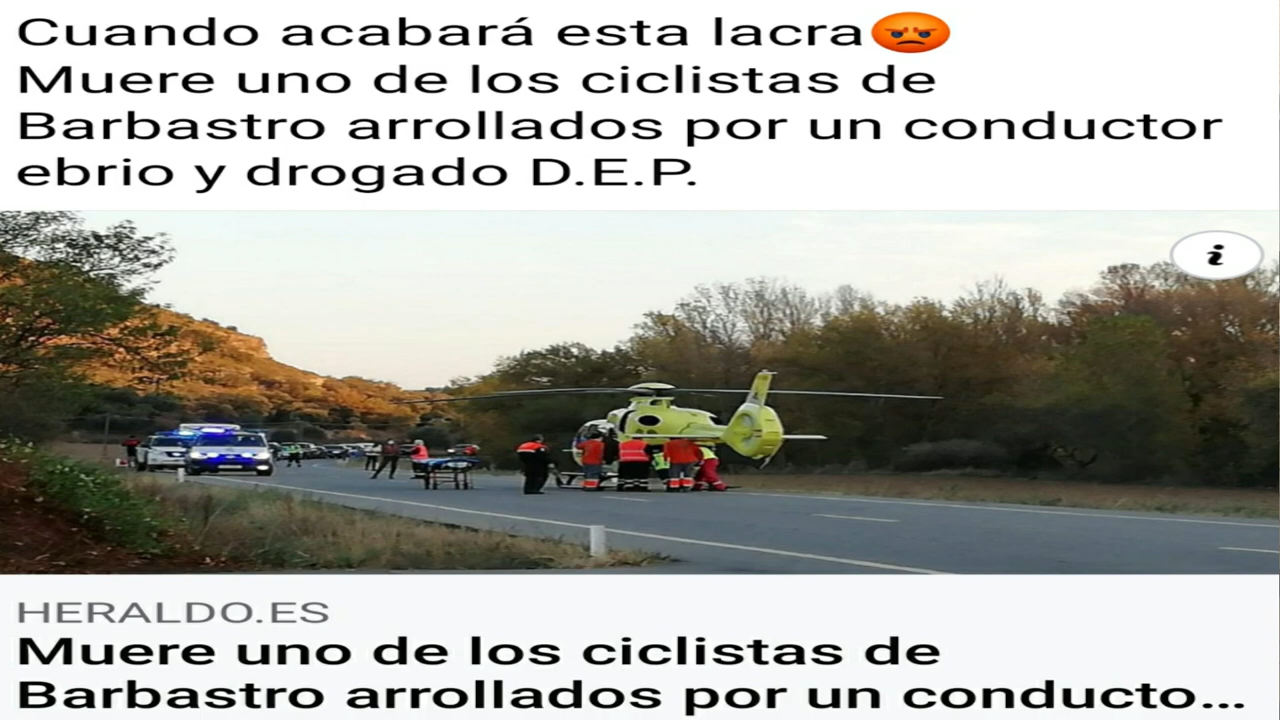 Cuando acabará esta lacra😡
Muere uno de los ciclistas de
Barbastro arrollados por un conductor
ebrio y drogado D.E.P.
i
HERALDO.ES
Muere uno de los ciclistas de
Barbastro arrollados por un conducto...